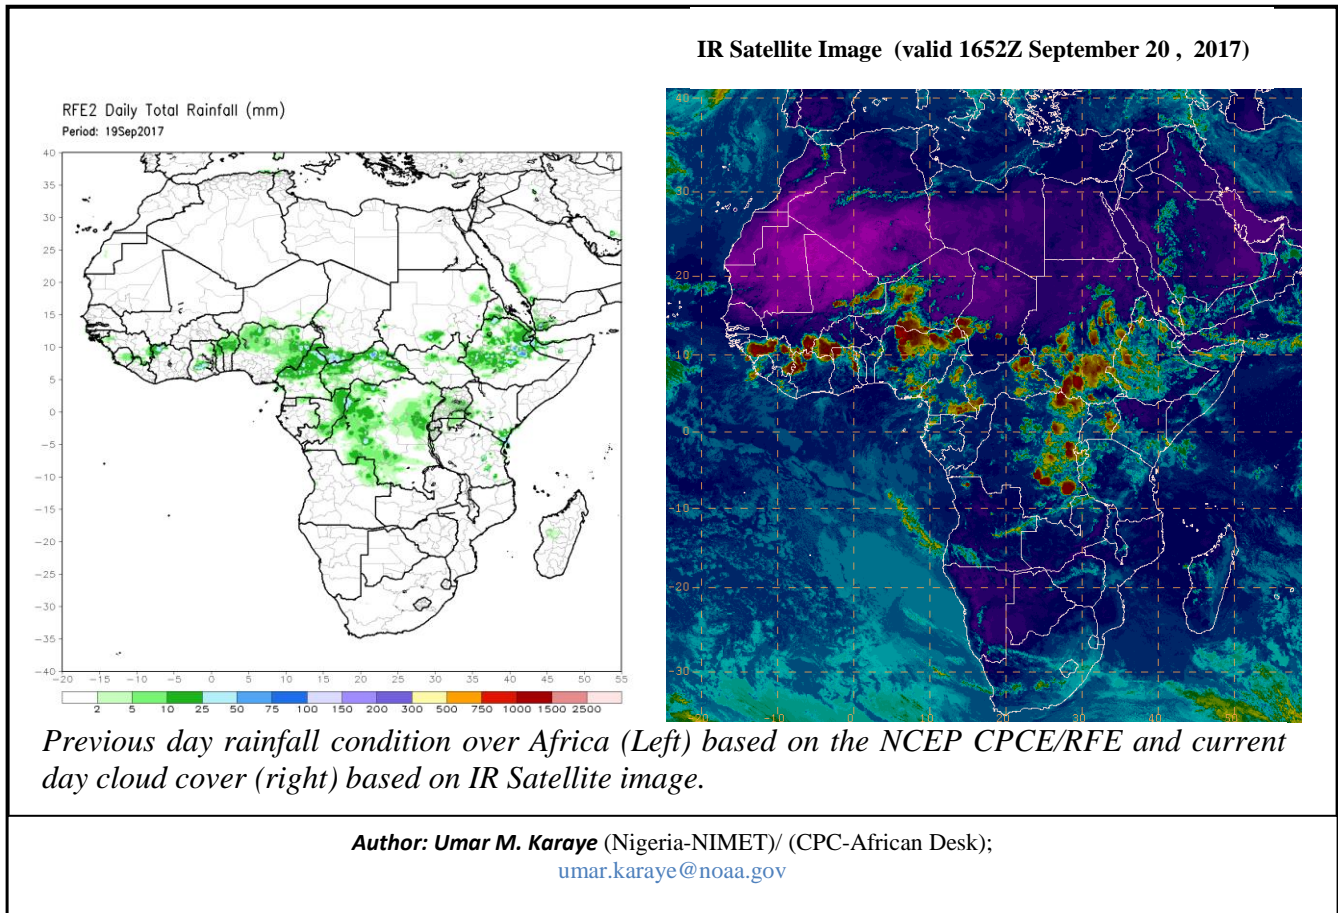 IR Satellite Image (valid 1652Z September 20 , 2017)
RFE2 Daily Total Rainfall (mm)
Period: 19Sep2017
40
35
30
25
20
15
10
5
0
-5
-10
-15
-20
-25
-30
-35
-40
-20 -15 -10 -5 0 5 10 15 20 25 30 35 40 45 50 55
2 5 10 25 50 75 100 150 200 300 500 750 1000 1500 2500
40
30
20
10
0
-10
-20
-30
-20 -10 0 10 20 30 40 50
Previous day rainfall condition over Africa (Left) based on the NCEP CPCE/RFE and current
day cloud cover (right) based on IR Satellite image.
Author: Umar M. Karaye (Nigeria-NIMET)/ (CPC-African Desk);
umar.karaye@noaa.gov